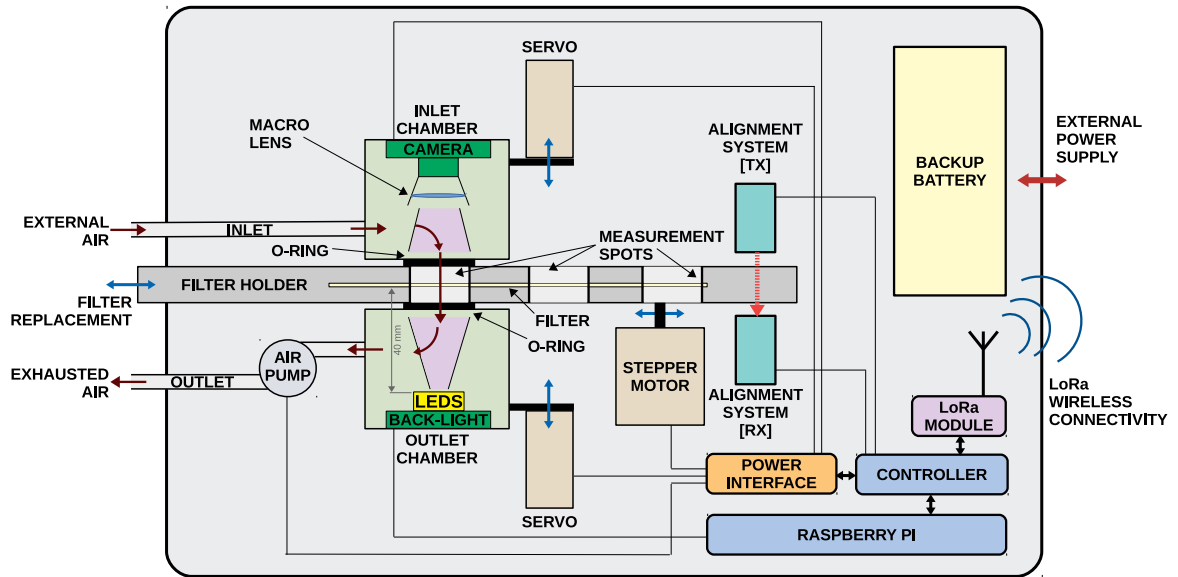 SERVO
INLET
CHAMBER
CAMERA
MACRO
LENS
ALIGNMENT
SYSTEM
[TX]
BACKUP
BATTERY
EXTERNAL
POWER
SUPPLY
EXTERNAL
AIR
INLET
O-RING
MEASUREMENT
SPOTS
FILTER HOLDER
FILTER
REPLACEMENT
40 mm
FILTER
O-RING
AIR
PUMP
EXHAUSTED
AIR
OUTLET
LEDS
BACK-LIGHT
OUTLET
CHAMBER
STEPPER
MOTOR
ALIGNMENT
SYSTEM
[RX]
LoRa
MODULE
LoRa
WIRELESS
CONNECTIVITY
POWER
INTERFACE
CONTROLLER
SERVO
RASPBERRY PI